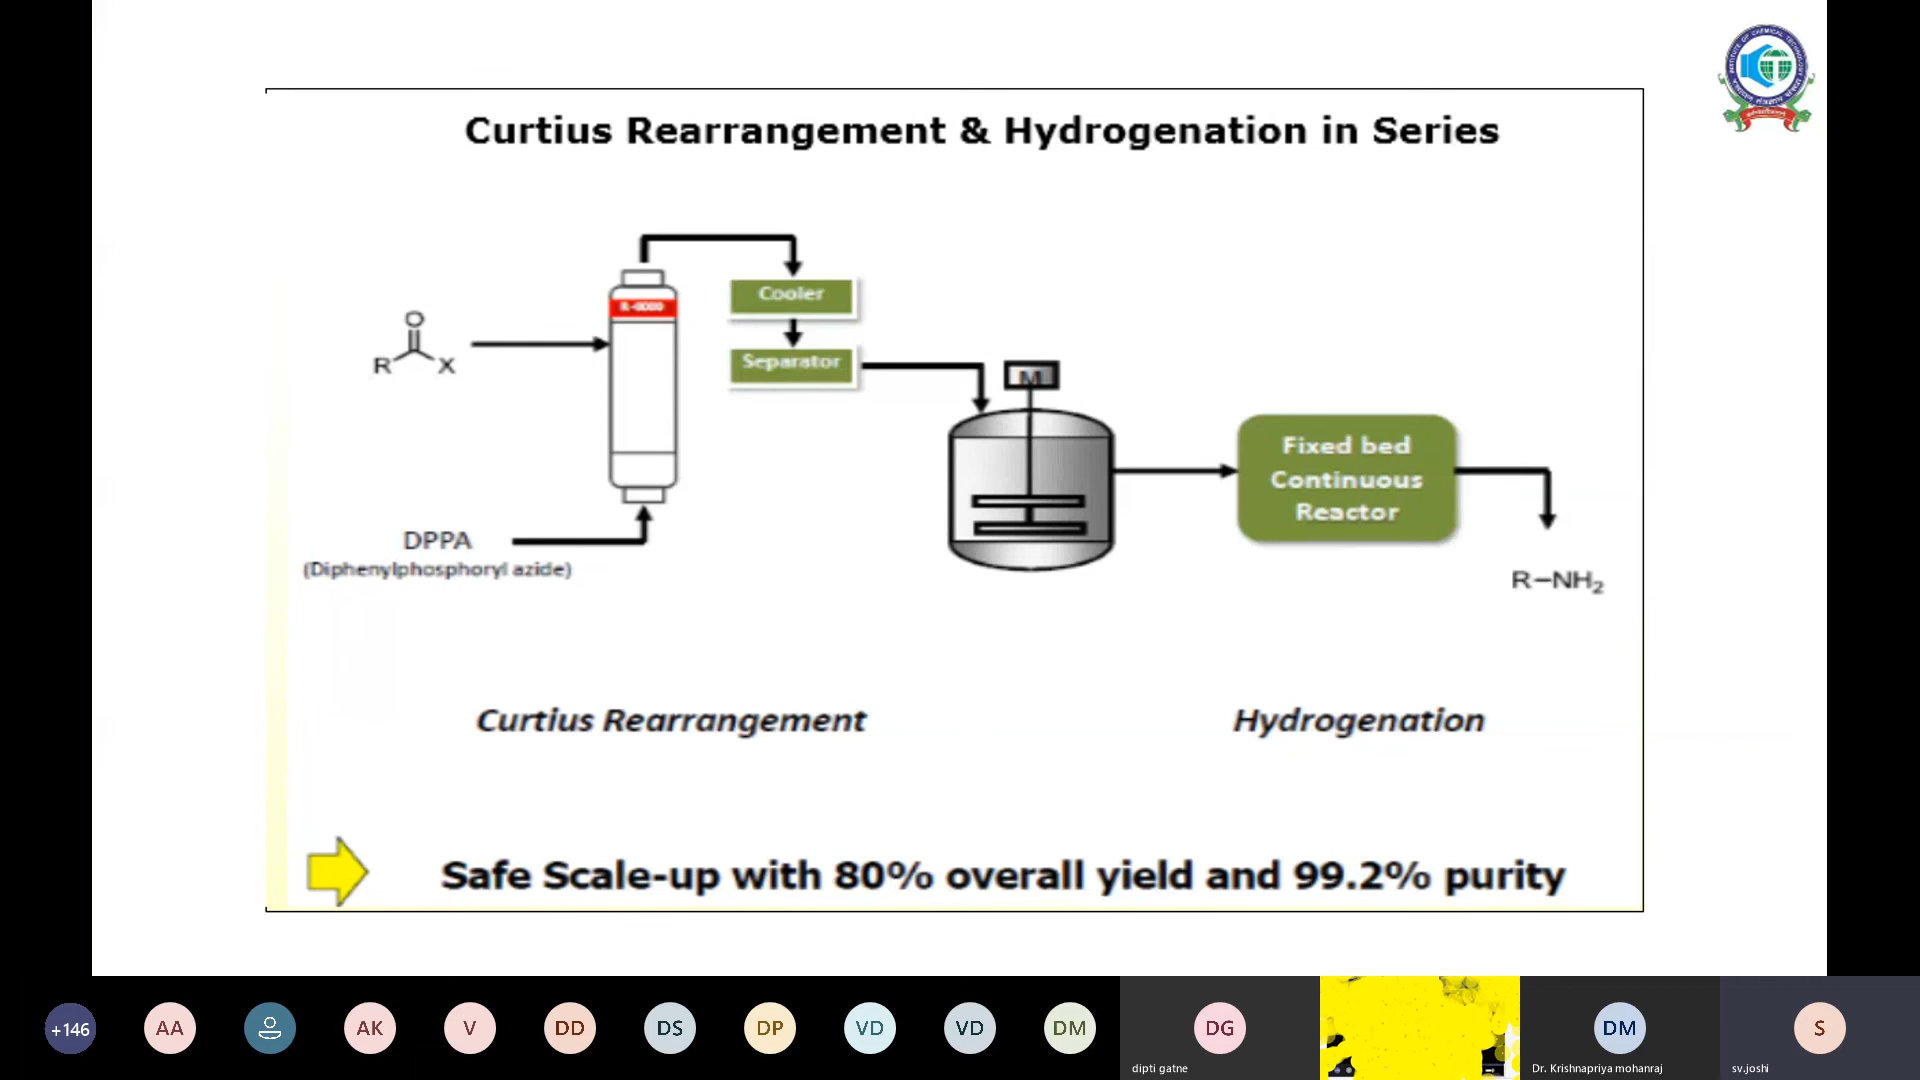 Curtius Rearrangement & Hydrogenation in Series
Cooler
Separator
O
R
X
M
Fixed bed
Continuous
Reactor
DPPA
(Diphenylphosphoryl azide)
R–NH₂
Curtius Rearrangement
Hydrogenation
Safe Scale-up with 80% overall yield and 99.2% purity
+146
AA
AK
V
DD
DS
DP
VD
VD
DM
DG
DM
S
dipti gatne
Dr. Krishnapriya mohanraj
sv.joshi